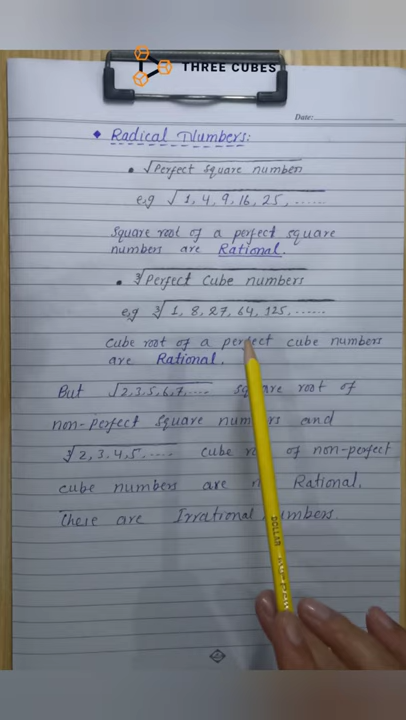 THREE CUBES
Date:
◆ Radical Numbers:
• √Perfect square number
e.g √1, 4, 9, 16, 25, ......
Square root of a perfect square
numbers are Rational.
• ∛Perfect Cube numbers
e.g ∛1, 8, 27, 64, 125, ......
Cube root of a perfect cube numbers
are Rational.
But √2,3,5,6,7,.... square root of
non-perfect square numbers and
∛2, 3, 4, 5, .... cube of non-perfect
cube numbers are Rational.
These are Irrational numbers.
DOLLAR